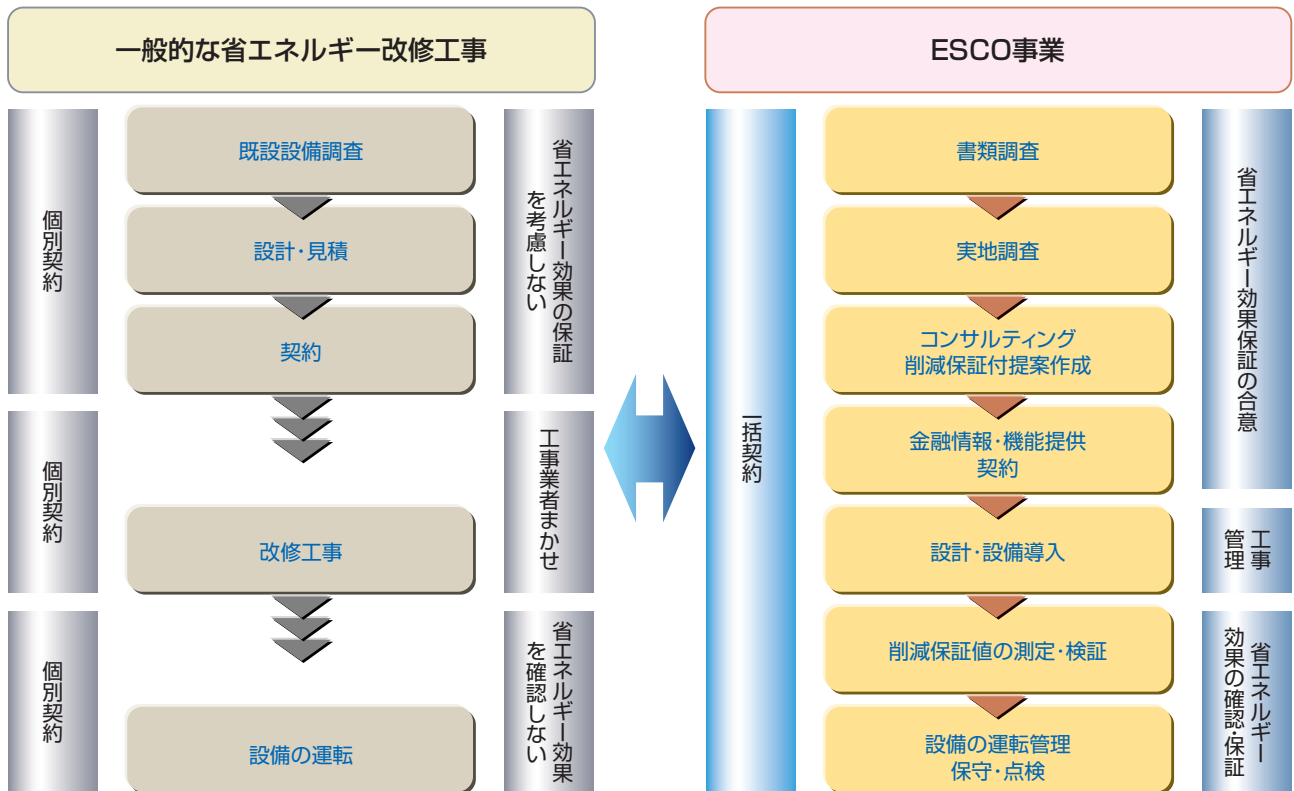 一般的な省エネルギー改修工事
個別契約
個別契約
個別契約
既設設備調査
設計・見積
契約
改修工事
設備の運転
省エネルギー効果の保証
を考慮しない
工事業者まかせ
省エネルギー効果
を確認しない
ESCO事業
一括契約
書類調査
実地調査
コンサルティング
削減保証付提案作成
金融情報・機能提供
契約
設計・設備導入
削減保証値の測定・検証
設備の運転管理
保守・点検
省エネルギー効果保証の合意
工事
管理
省エネルギー
効果の確認・保証